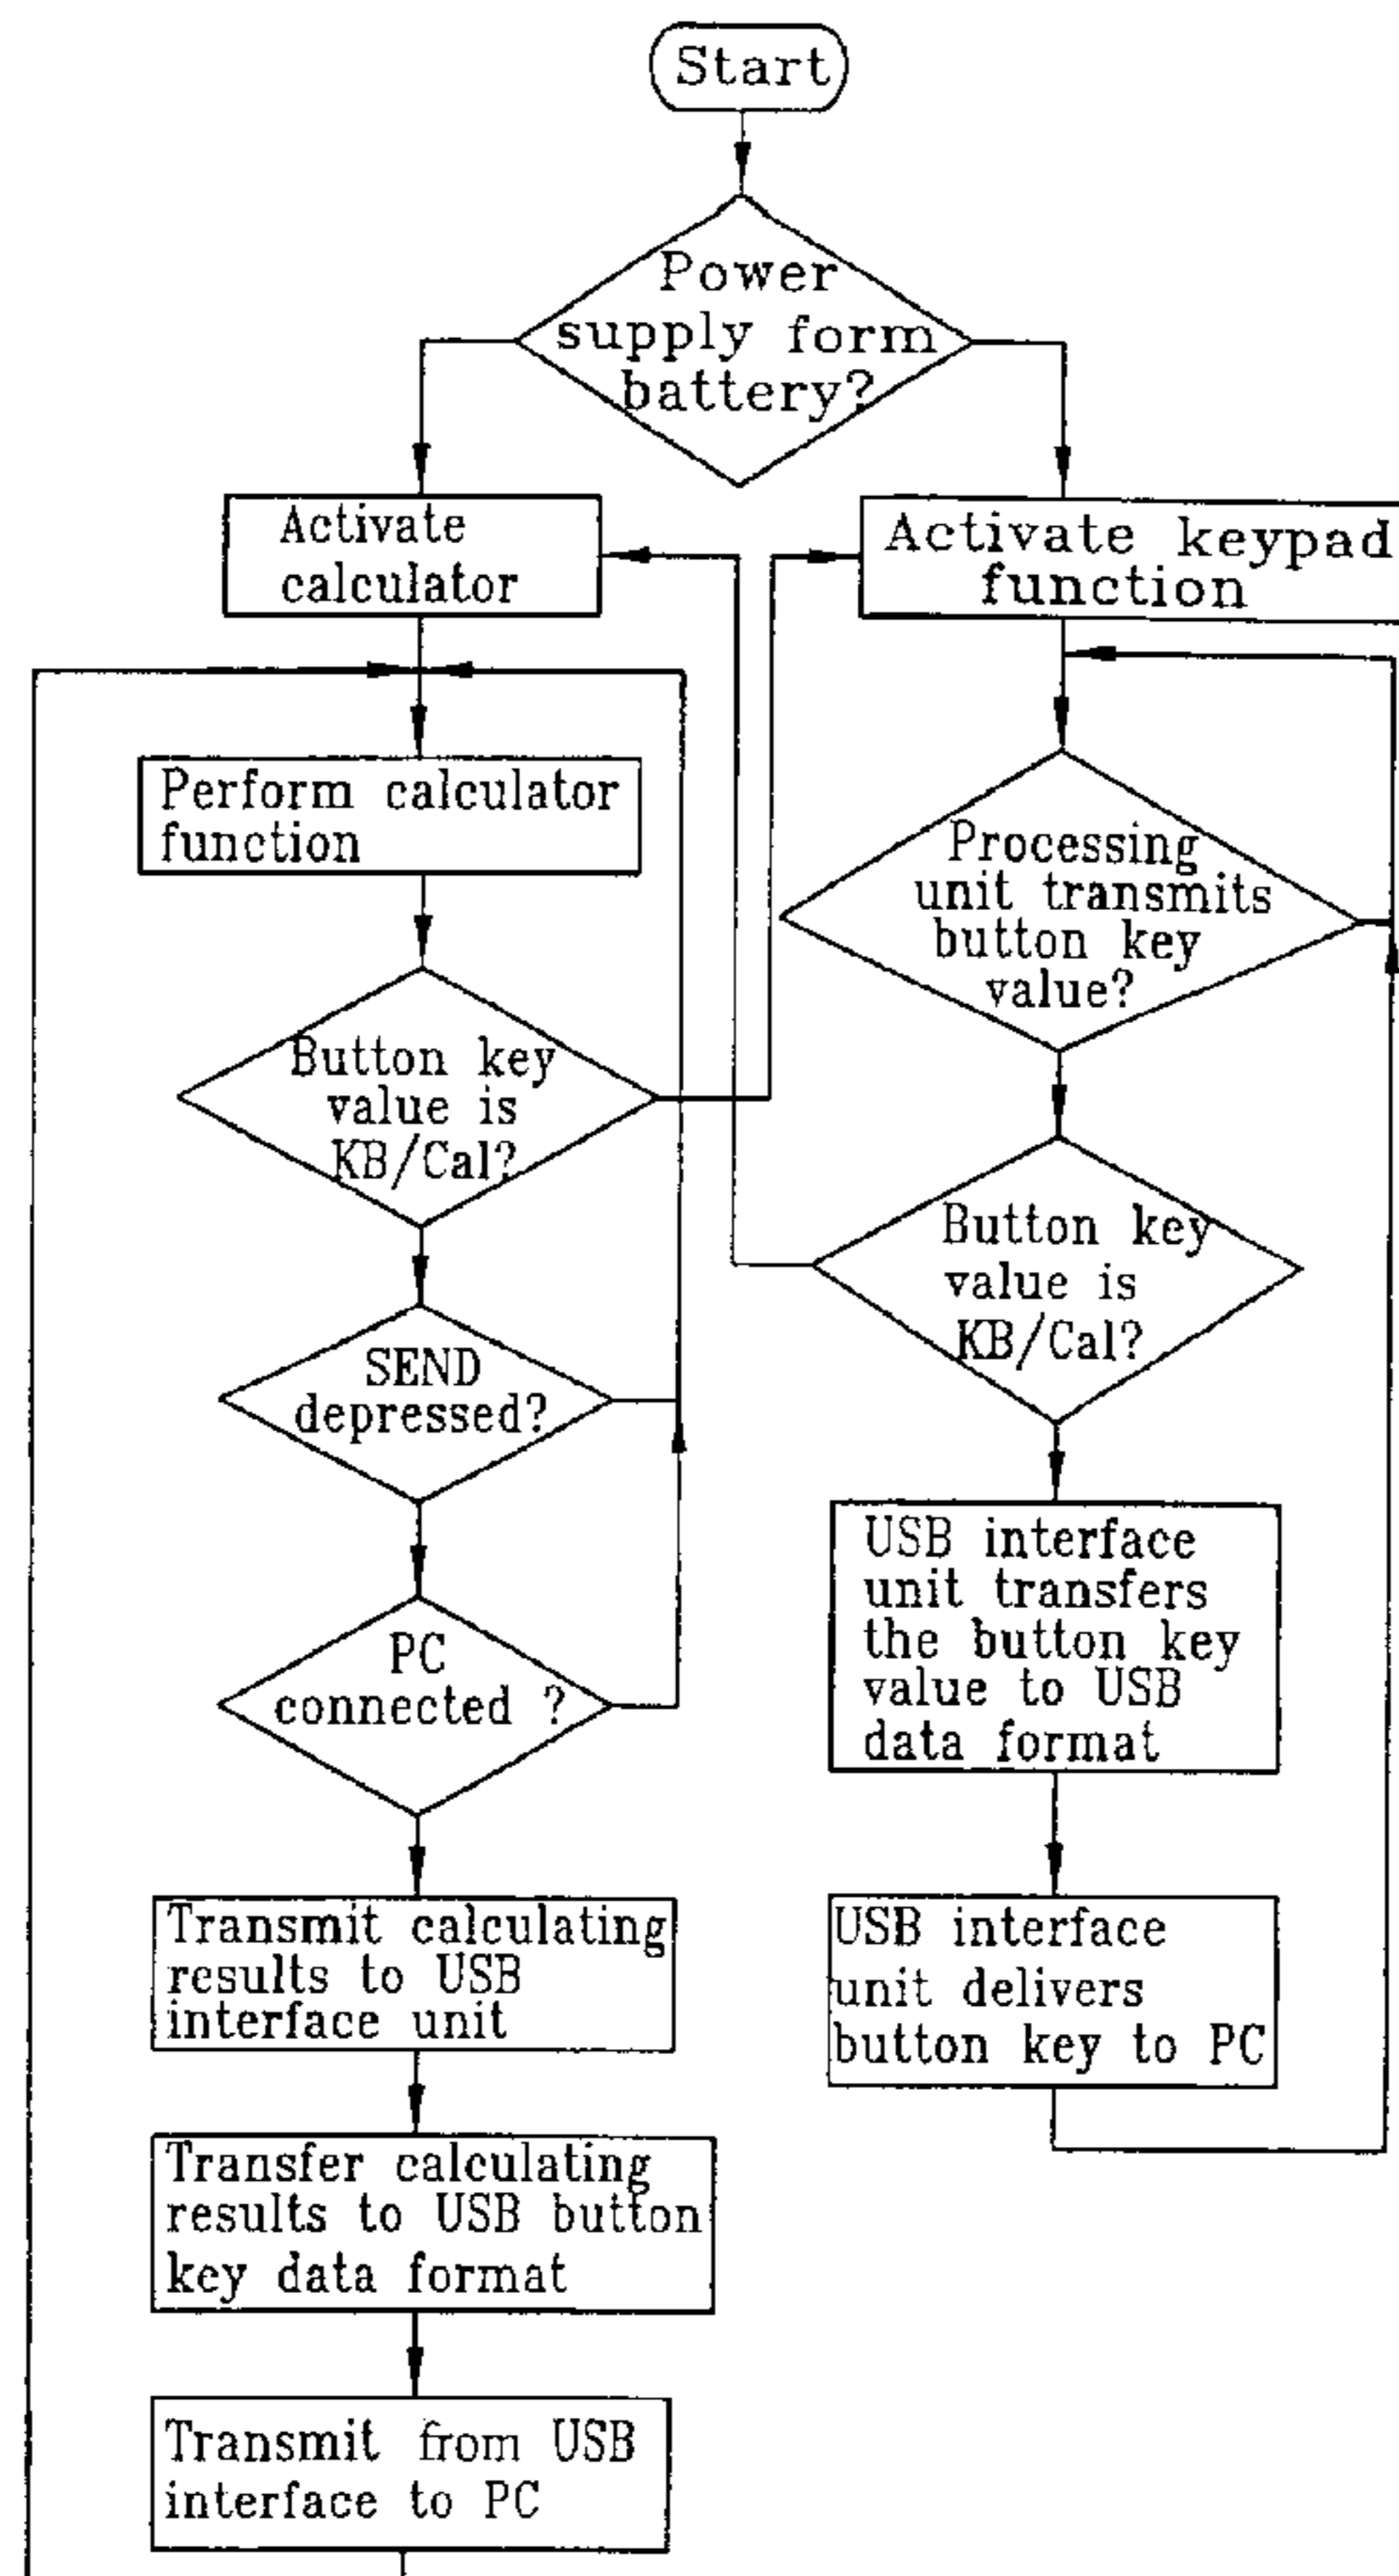 Start
Power
supply form
battery?
Activate
calculator
Activate keypad
function
Perform calculator
function
Processing
unit transmits
button key
value?
Button key
value is
KB/Cal?
Button key
value is
KB/Cal?
SEND
depressed?
USB interface
unit transfers
the button key
value to USB
data format
PC
connected ?
Transmit calculating
results to USB
interface unit
USB interface
unit delivers
button key to PC
Transfer calculating
results to USB button
key data format
Transmit from USB
interface to PC